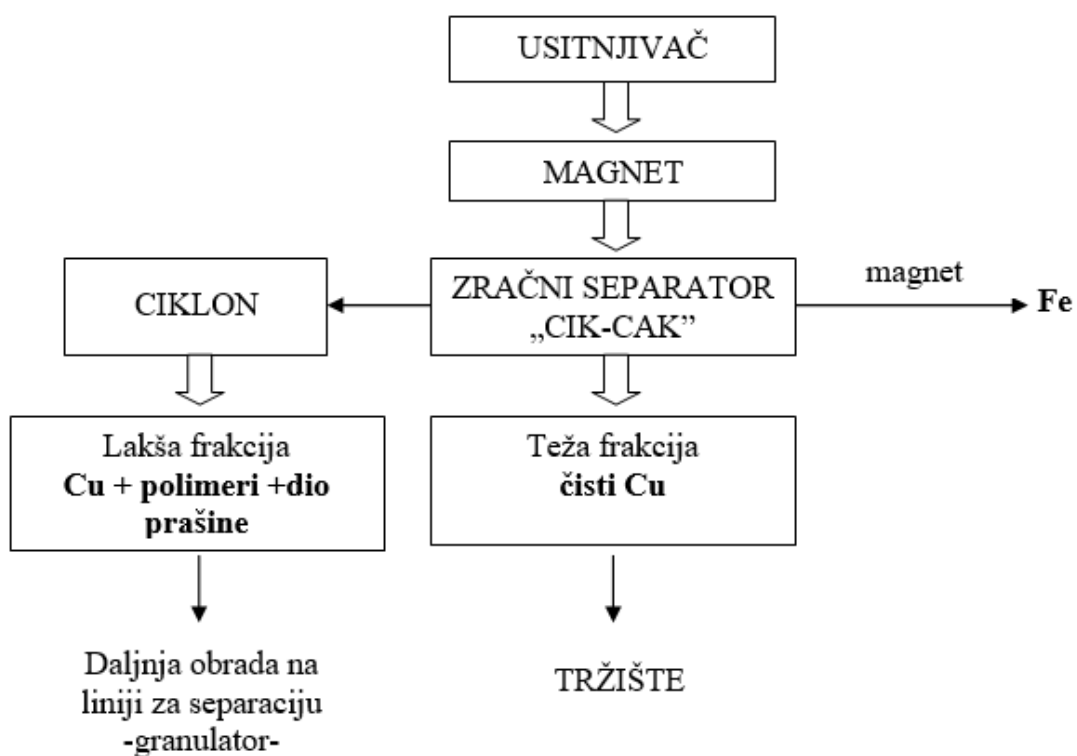 USITNJIVAČ
MAGNET
ZRAČNI SEPARATOR
„CIK-CAK”
magnet
Fe
CIKLON
Lakša frakcija
Cu + polimeri +dio
prašine
Teža frakcija
čisti Cu
Daljnja obrada na
liniji za separaciju
-granulator-
TRŽIŠTE